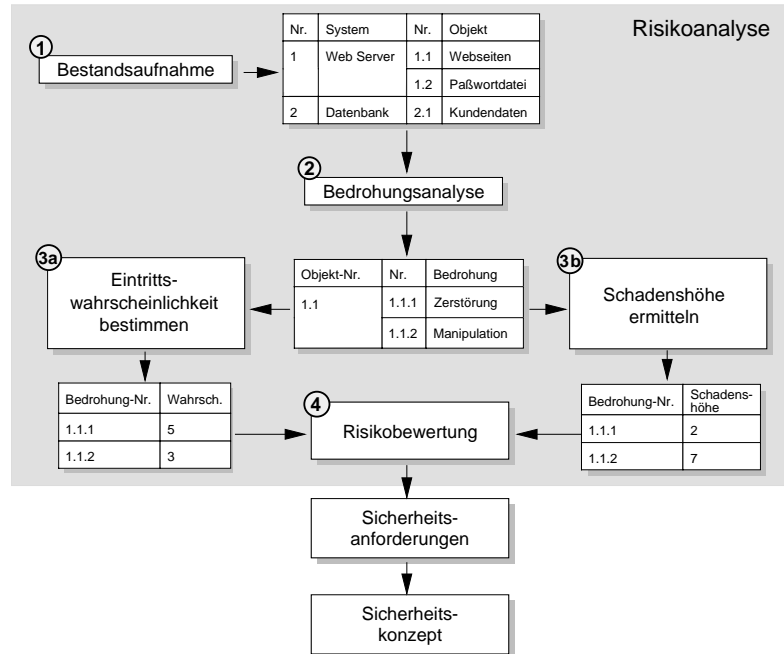 Risikoanalyse
1
Bestandsaufnahme
Nr. System Nr. Objekt
1 Web Server 1.1 Webseiten
1.2 Paßwortdatei
2 Datenbank 2.1 Kundendaten
2
Bedrohungsanalyse
3a
Eintritts-
wahrscheinlichkeit
bestimmen
Objekt-Nr. Nr. Bedrohung
1.1 1.1.1 Zerstörung
1.1.2 Manipulation
3b
Schadenshöhe
ermitteln
Bedrohung-Nr. Wahrsch.
1.1.1 5
1.1.2 3
4
Risikobewertung
Bedrohung-Nr. Schadens-
höhe
1.1.1 2
1.1.2 7
Sicherheits-
anforderungen
Sicherheits-
konzept